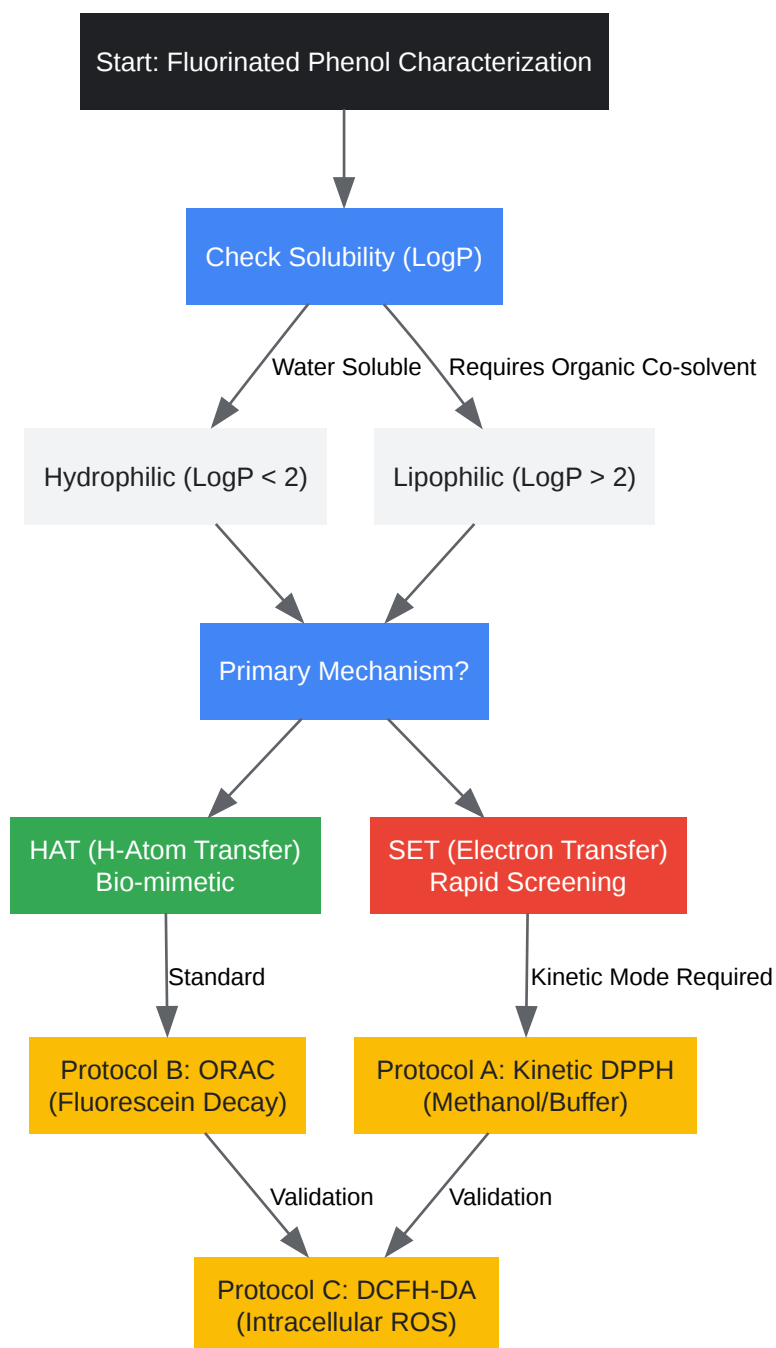 Start: Fluorinated Phenol Characterization
Check Solubility (LogP)
Water Soluble
Requires Organic Co-solvent
Hydrophilic (LogP < 2)
Lipophilic (LogP > 2)
Primary Mechanism?
HAT (H-Atom Transfer)
Bio-mimetic
SET (Electron Transfer)
Rapid Screening
Standard
Kinetic Mode Required
Protocol B: ORAC
(Fluorescein Decay)
Protocol A: Kinetic DPPH
(Methanol/Buffer)
Validation
Validation
Protocol C: DCFH-DA
(Intracellular ROS)